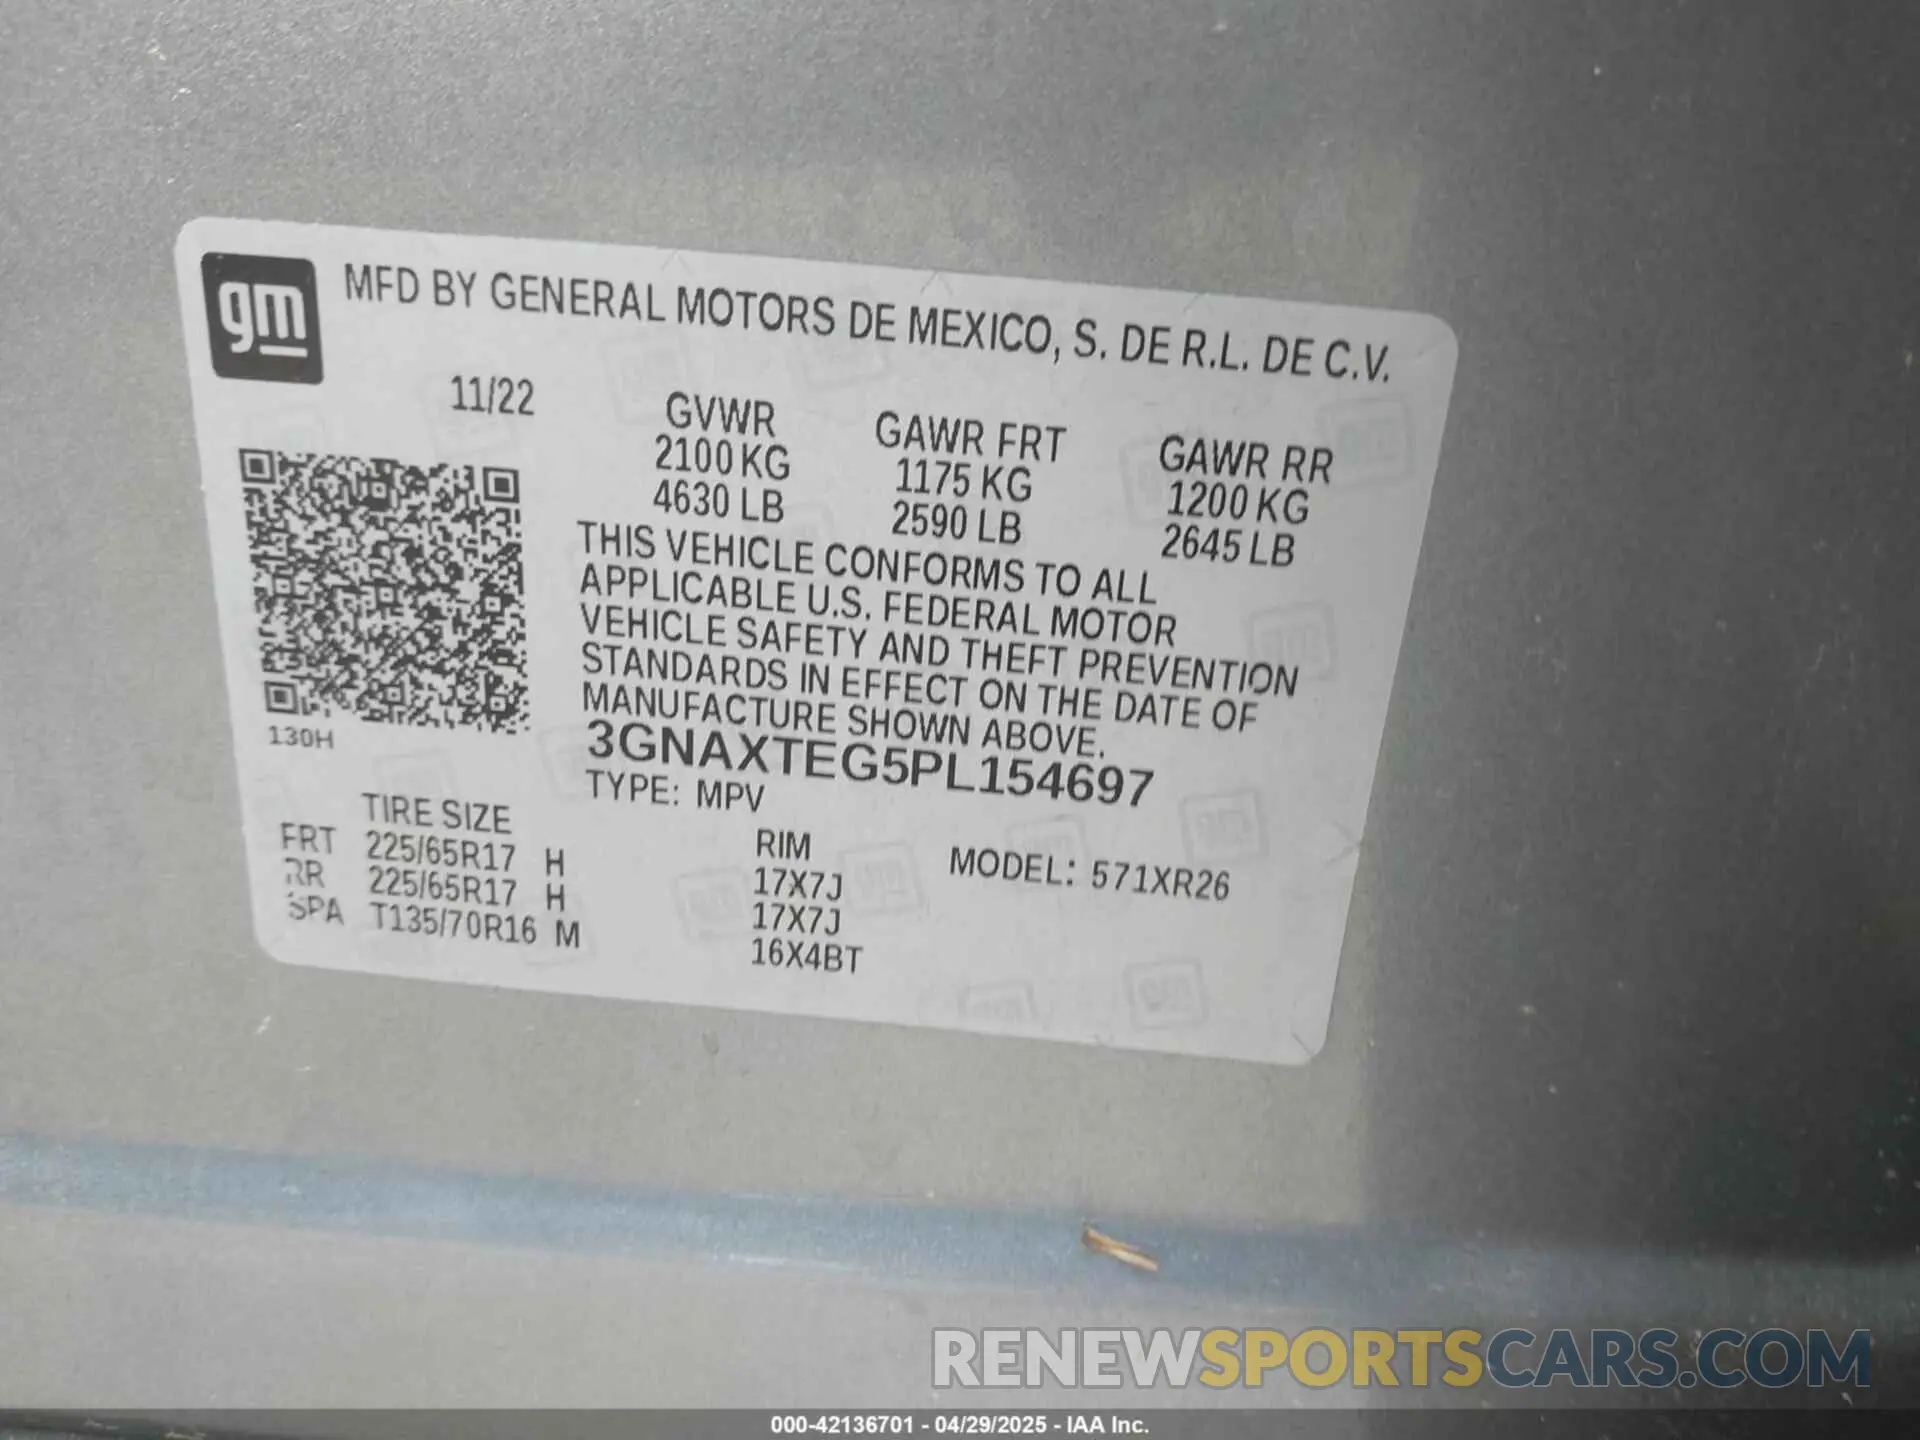 gm
MFD BY GENERAL MOTORS DE MEXICO, S. DE R.L. DE C.V.
11/22
GVWR GAWR FRT GAWR RR
2100 KG 1175 KG 1200 KG
4630 LB 2590 LB 2645 LB
THIS VEHICLE CONFORMS TO ALL
APPLICABLE U.S. FEDERAL MOTOR
VEHICLE SAFETY AND THEFT PREVENTION
STANDARDS IN EFFECT ON THE DATE OF
MANUFACTURE SHOWN ABOVE.
130H
3GNAXTEG5PL154697
TYPE: MPV
TIRE SIZE RIM MODEL: 571XR26
FRT 225/65R17 H 17X7J
RR 225/65R17 H 17X7J
SPA T135/70R16 M 16X4BT
RENEWSPORTSCARS.COM
000-42136701 - 04/29/2025 - IAA Inc.